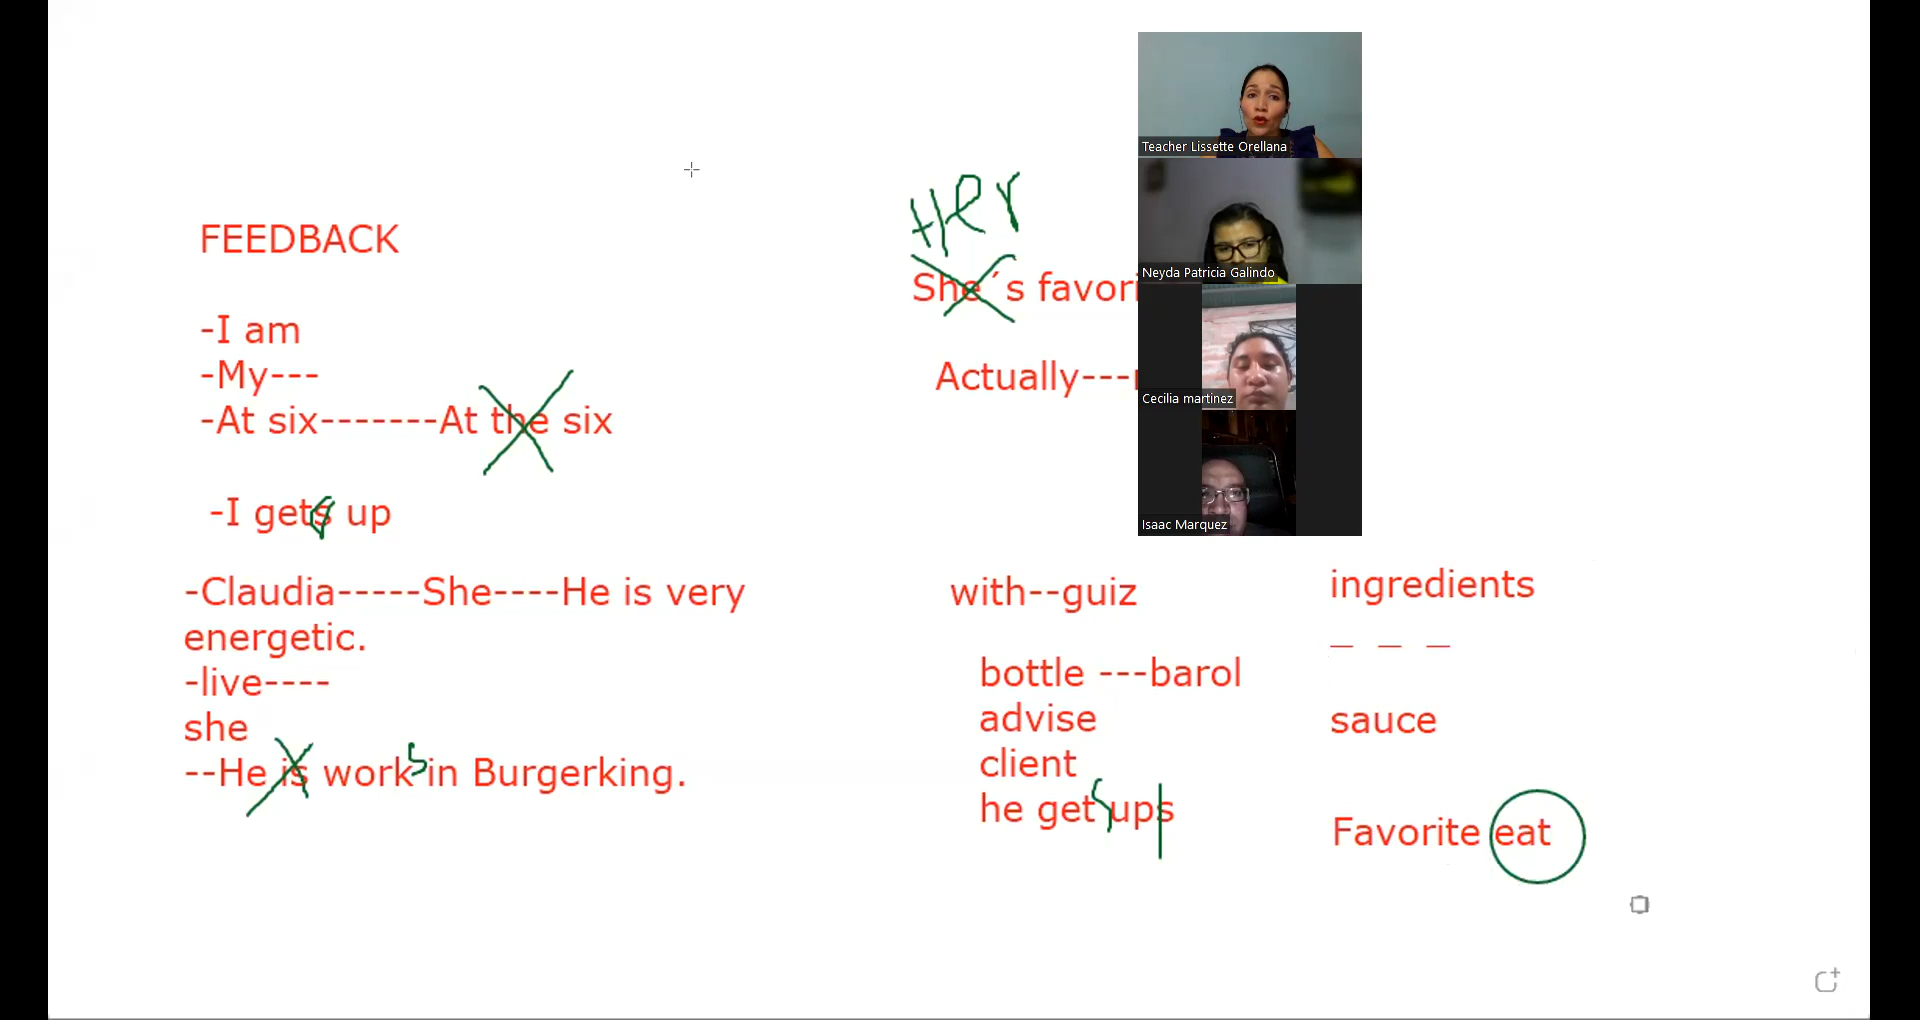 FEEDBACK
-I am
-My---
-At six-------At the six
-I gets up
-Claudia-----She----He is very
energetic.
-live----
she
--He is work s in Burgerking.
HEr
She´s favori
Actually---
with--guiz
bottle ---barol
advise
client
he get s ups
ingredients
_ _ _
sauce
Favorite eat
Teacher Lissette Orellana
Neyda Patricia Galindo
Cecilia martinez
Isaac Marquez